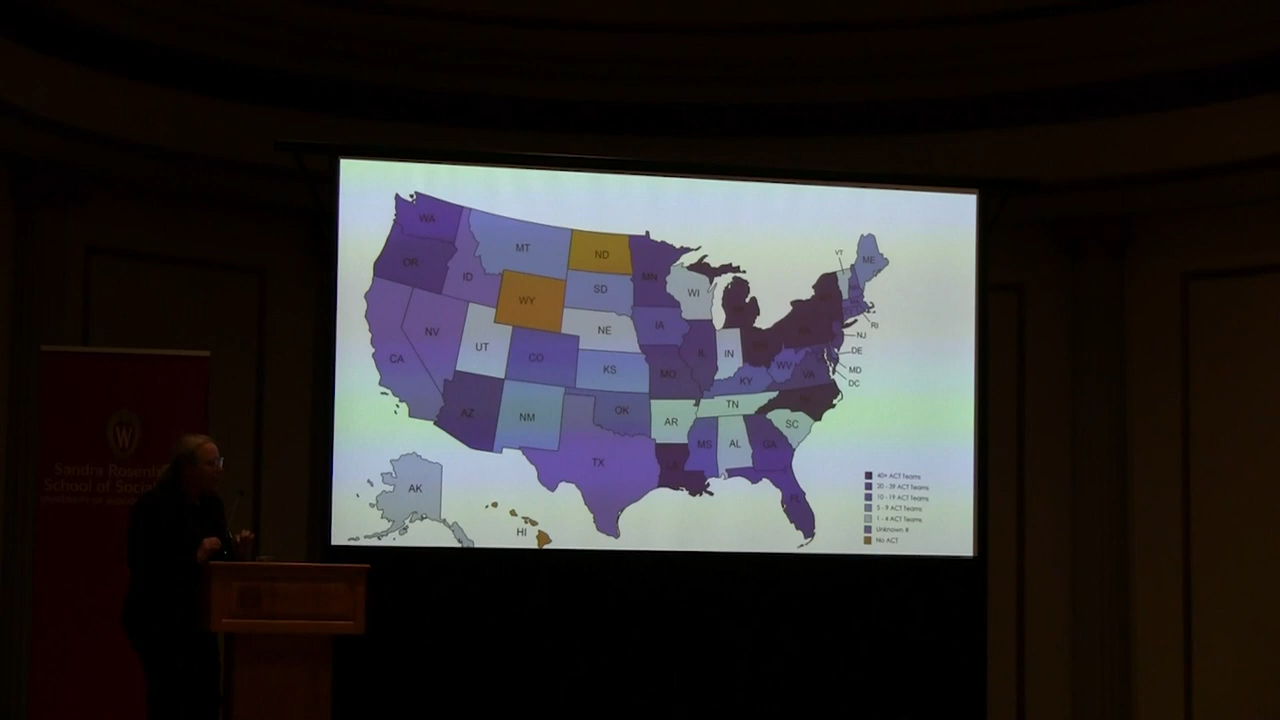 WA
MT
ND
MN
ME
VT
OR
ID
SD
WI
WY
NE
IA
RI
NV
UT
CO
IL
IN
NJ
CA
KS
MO
KY
WV
VA
DE
MD
DC
AZ
NM
OK
AR
TN
SC
TX
LA
MS
AL
GA
FL
AK
HI
40+ ACT Teams
20 - 39 ACT Teams
10 - 19 ACT Teams
5 - 9 ACT Teams
1 - 4 ACT Teams
Unknown #
No ACT
W
Sandra Rosenb
School of Social